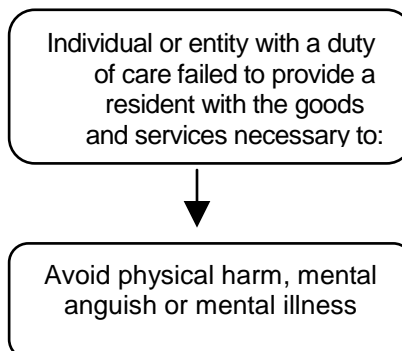 Individual or entity with a duty
of care failed to provide a
resident with the goods
and services necessary to:
Avoid physical harm, mental
anguish or mental illness